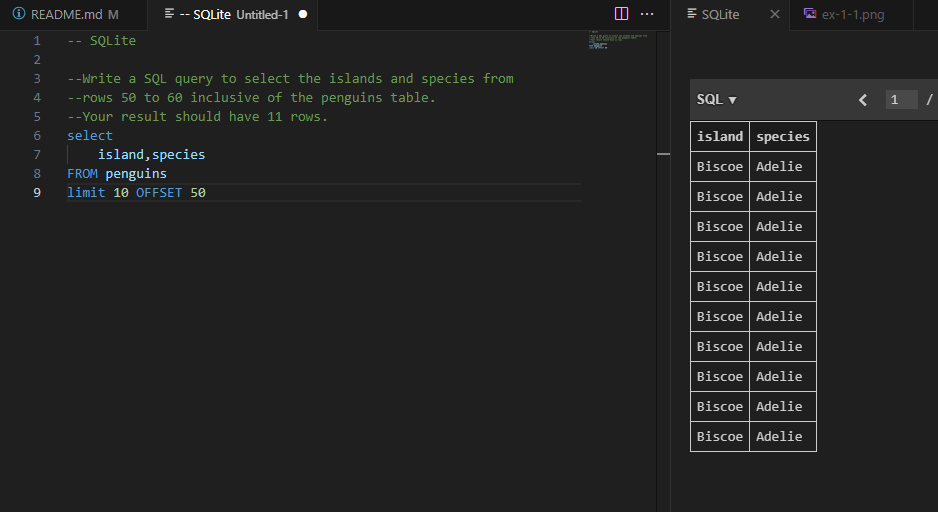 README.md M
-- SQLite Untitled-1
SQLite
ex-1-1.png
1 -- SQLite
2
3 --Write a SQL query to select the islands and species from
4 --rows 50 to 60 inclusive of the penguins table.
5 --Your result should have 11 rows.
6 select
7 island,species
8 FROM penguins
9 limit 10 OFFSET 50
SQL 1 /
island species
Biscoe Adelie
Biscoe Adelie
Biscoe Adelie
Biscoe Adelie
Biscoe Adelie
Biscoe Adelie
Biscoe Adelie
Biscoe Adelie
Biscoe Adelie
Biscoe Adelie